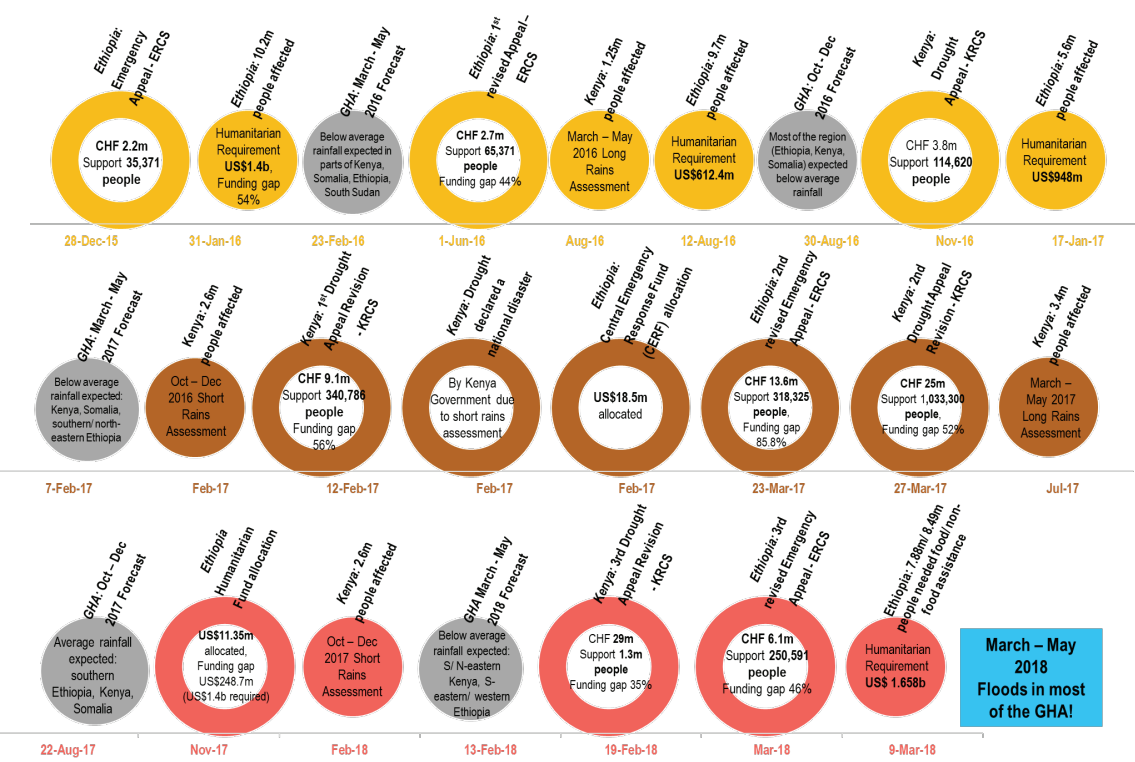 Ethiopia:
Emergency
Appeal - ERCS
CHF 2.2m
Support 35,371
people
28-Dec-15
Ethiopia: 10.2m
people affected
Humanitarian
Requirement
US$1.4b,
Funding gap
54%
31-Jan-16
GHA: March - May
2016 Forecast
Below average
rainfall expected in
parts of Kenya,
Somalia, Ethiopia,
South Sudan
23-Feb-16
Ethiopia: 1st
revised Appeal –
ERCS
CHF 2.7m
Support 65,371
people
Funding gap 44%
1-Jun-16
Kenya: 1.25m
people affected
March – May
2016 Long
Rains
Assessment
Aug-16
Ethiopia: 9.7m
people affected
Humanitarian
Requirement
US$612.4m
12-Aug-16
GHA: Oct - Dec
2016 Forecast
Most of the region
(Ethiopia, Kenya,
Somalia) expected
below average
rainfall
30-Aug-16
Kenya:
Drought
Appeal - KRCS
CHF 3.8m
Support 114,620
people
Nov-16
Ethiopia: 5.6m
people affected
Humanitarian
Requirement
US$948m
17-Jan-17
GHA: March - May
2017 Forecast
Below average
rainfall expected:
Kenya, Somalia,
southern/ north-
eastern Ethiopia
7-Feb-17
Kenya: 2.6m
people affected
Oct – Dec
2016 Short
Rains
Assessment
Feb-17
Kenya: 1st Drought
Appeal Revision
- KRCS
CHF 9.1m
Support 340,786
people
Funding gap
56%
12-Feb-17
Kenya: Drought
declared a
national disaster
By Kenya
Government due
to short rains
assessment
Feb-17
Ethiopia:
Central Emergency
Response Fund
(CERF) allocation
US$18.5m
allocated
Feb-17
Ethiopia: 2nd
revised Emergency
Appeal - ERCS
CHF 13.6m
Support 318,325
people,
Funding gap
85.8%
23-Mar-17
Kenya: 2nd
Drought Appeal
Revision - KRCS
CHF 25m
Support 1,033,300
people,
Funding gap 52%
27-Mar-17
Kenya: 3.4m
people affected
March –
May 2017
Long Rains
Assessment
Jul-17
GHA: Oct – Dec
2017 Forecast
Average rainfall
expected:
southern
Ethiopia, Kenya,
Somalia
22-Aug-17
Ethiopia
Humanitarian
Fund allocation
US$11.35m
allocated,
Funding gap
US$248.7m
(US$1.4b required)
Nov-17
Kenya: 2.6m
people affected
Oct – Dec
2017 Short
Rains
Assessment
Feb-18
GHA March - May
2018 Forecast
Below average
rainfall expected:
S/ N-eastern
Kenya, S-
eastern/ western
Ethiopia
13-Feb-18
Kenya: 3rd Drought
Appeal Revision
- KRCS
CHF 29m
Support 1.3m
people
Funding gap 35%
19-Feb-18
Ethiopia: 3rd
revised Emergency
Appeal - ERCS
CHF 6.1m
Support 250,591
people
Funding gap 46%
Mar-18
Ethiopia: 7.88m/ 8.49m
people needed food/ non-
food assistance
Humanitarian
Requirement
US$ 1.658b
9-Mar-18
March – May
2018
Floods in most
of the GHA!